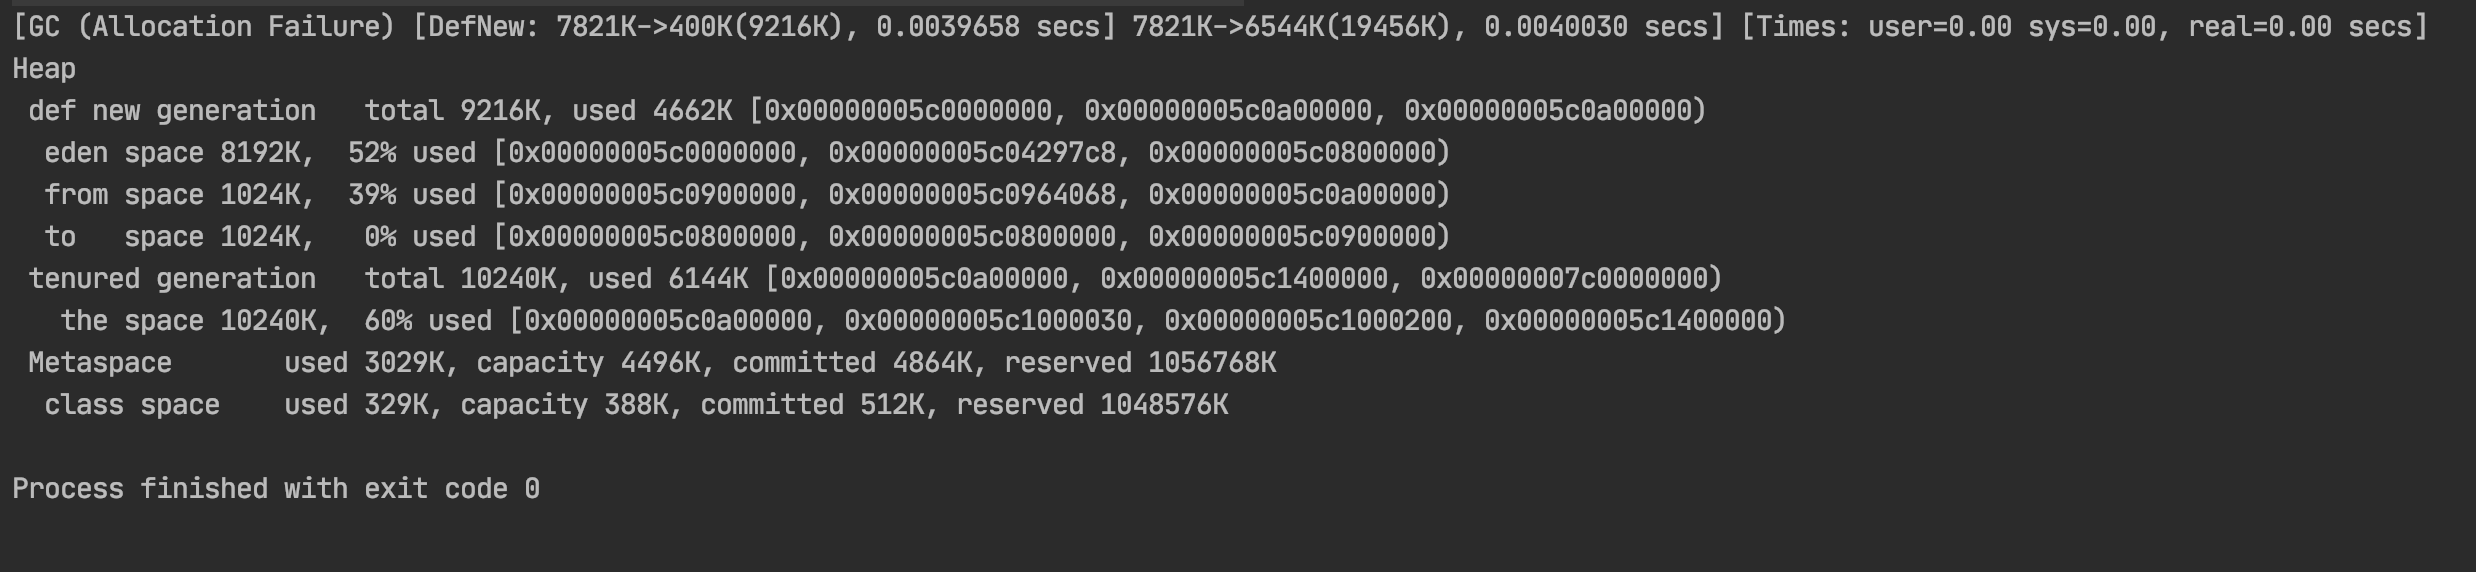 [GC (Allocation Failure) [DefNew: 7821K->400K(9216K), 0.0039658 secs] 7821K->6544K(19456K), 0.0040030 secs] [Times: user=0.00 sys=0.00, real=0.00 secs]
Heap
 def new generation   total 9216K, used 4662K [0x00000005c0000000, 0x00000005c0a00000, 0x00000005c0a00000)
  eden space 8192K,  52% used [0x00000005c0000000, 0x00000005c04297c8, 0x00000005c0800000)
  from space 1024K,  39% used [0x00000005c0900000, 0x00000005c0964068, 0x00000005c0a00000)
  to   space 1024K,   0% used [0x00000005c0800000, 0x00000005c0800000, 0x00000005c0900000)
 tenured generation   total 10240K, used 6144K [0x00000005c0a00000, 0x00000005c1400000, 0x00000007c0000000)
   the space 10240K,  60% used [0x00000005c0a00000, 0x00000005c1000030, 0x00000005c1000200, 0x00000005c1400000)
 Metaspace       used 3029K, capacity 4496K, committed 4864K, reserved 1056768K
  class space    used 329K, capacity 388K, committed 512K, reserved 1048576K
Process finished with exit code 0